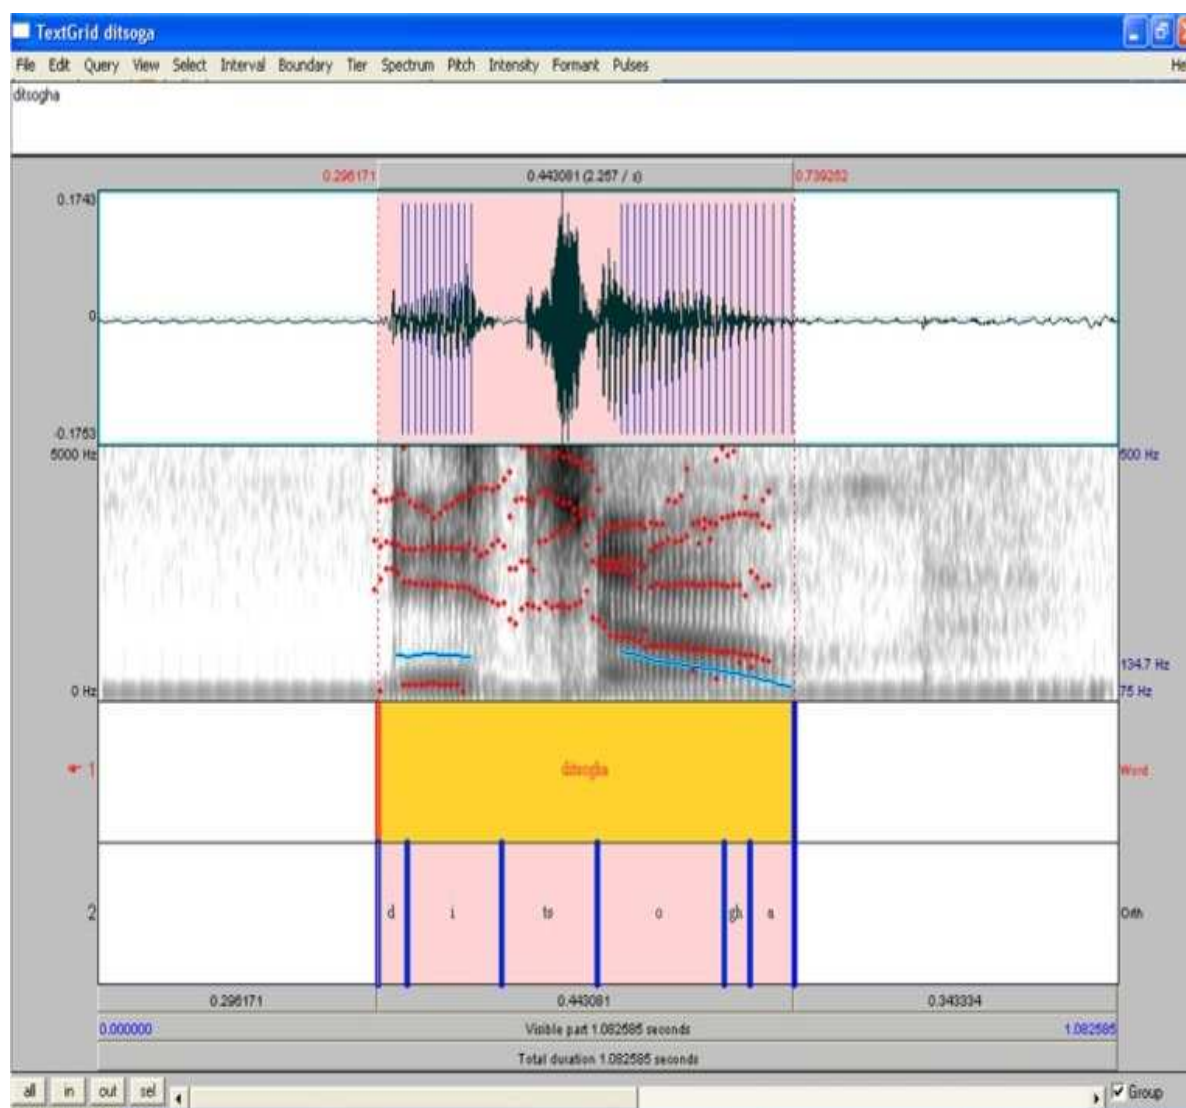 TextGrid ditsoga
File Edit Query View Select Interval Boundary Tier Spectrum Pitch Intensity Formant Pulses He
ditsogha
0.296171 0.443081 (2.257 / s) 0.739252
0.1743
0
-0.1753
5000 Hz 500 Hz
134.7 Hz
0 Hz 75 Hz
1 ditsogha Word
2 d i ts o gh a Orth
0.296171 0.443081 0.343334
0.000000 Visible part 1.082585 seconds 1.082585
Total duration 1.082585 seconds
all in out sel Group